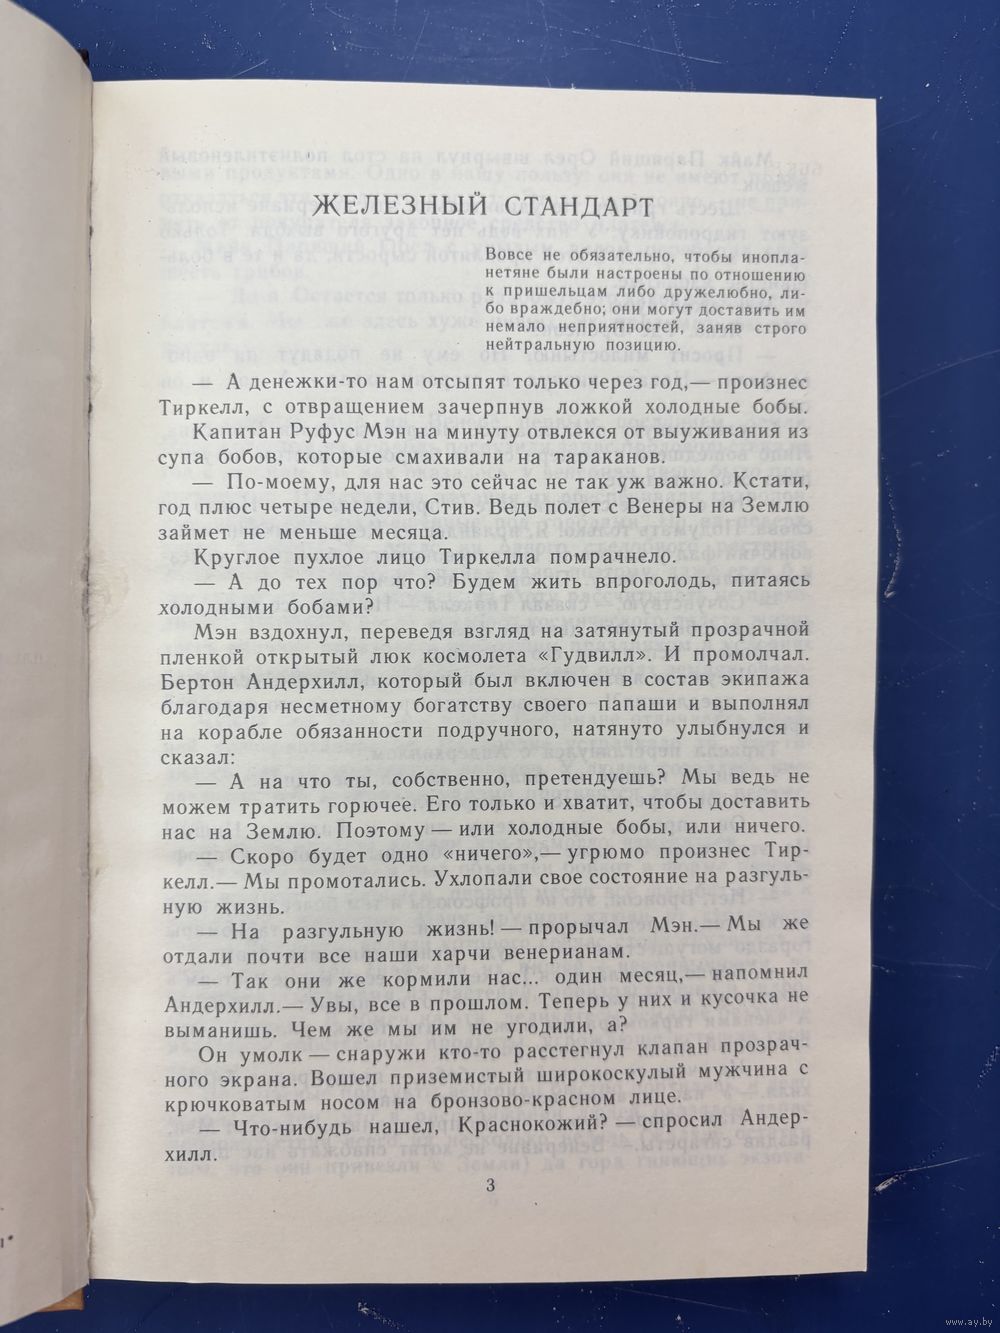 ЖЕЛЕЗНЫЙ СТАНДАРТ
Вовсе не обязательно, чтобы инопла-
нетяне были настроены по отношению
к пришельцам либо дружелюбно, ли-
бо враждебно; они могут доставить им
немало неприятностей, заняв строго
нейтральную позицию.
— А денежки-то нам отсыпят только через год,— произнес
Тиркелл, с отвращением зачерпнув ложкой холодные бобы.
Капитан Руфус Мэн на минуту отвлекся от выуживания из
супа бобов, которые смахивали на тараканов.
— По-моему, для нас это сейчас не так уж важно. Кстати,
год плюс четыре недели, Стив. Ведь полет с Венеры на Землю
займет не меньше месяца.
Круглое пухлое лицо Тиркелла помрачнело.
— А до тех пор что? Будем жить впроголодь, питаясь
холодными бобами?
Мэн вздохнул, переведя взгляд на затянутый прозрачной
пленкой открытый люк космолета «Гудвилл». И промолчал.
Бертон Андерхилл, который был включен в состав экипажа
благодаря несметному богатству своего папаши и выполнял
на корабле обязанности подручного, натянуто улыбнулся и
сказал:
— А на что ты, собственно, претендуешь? Мы ведь не
можем тратить горючее. Его только и хватит, чтобы доставить
нас на Землю. Поэтому — или холодные бобы, или ничего.
— Скоро будет одно «ничего»,— угрюмо произнес Тир-
келл.— Мы промотались. Ухлопали свое состояние на разгуль-
ную жизнь.
— На разгульную жизнь! — прорычал Мэн.— Мы же
отдали почти все наши харчи венерианам.
— Так они же кормили нас... один месяц,— напомнил
Андерхилл.— Увы, все в прошлом. Теперь у них и кусочка не
выманишь. Чем же мы им не угодили, а?
Он умолк — снаружи кто-то расстегнул клапан прозрач-
ного экрана. Вошел приземистый широкоскулый мужчина с
крючковатым носом на бронзово-красном лице.
— Что-нибудь нашел, Краснокожий? — спросил Андер-
хилл.
3
www.ay.by